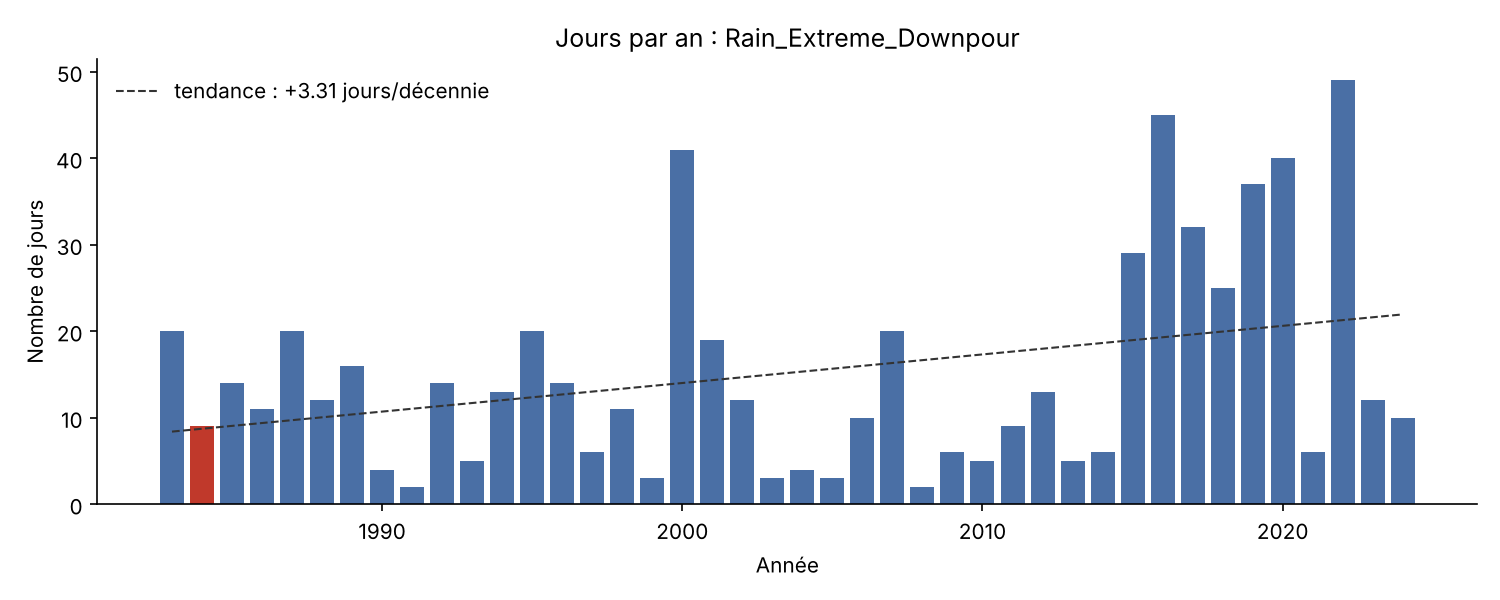 Jours par an : Rain_Extreme_Downpour
tendance : +3.31 jours/décennie
Nombre de jours
50
40
30
20
10
0
1990
2000
2010
2020
Année